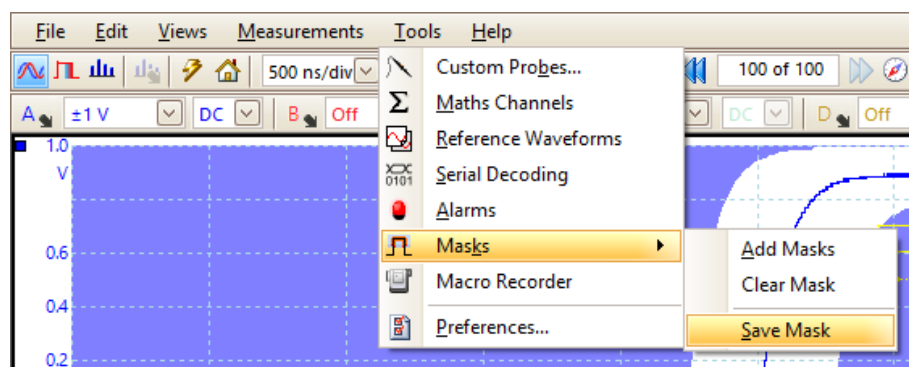 File Edit Views Measurements Tools Help
500 ns/div 100 of 100
A ±1 V DC B Off DC D Off
1.0
V
0.6
0.4
0.2
Custom Probes...
Σ Maths Channels
Reference Waveforms
0101 Serial Decoding
Alarms
Masks
Macro Recorder
Preferences...
Add Masks
Clear Mask
Save Mask